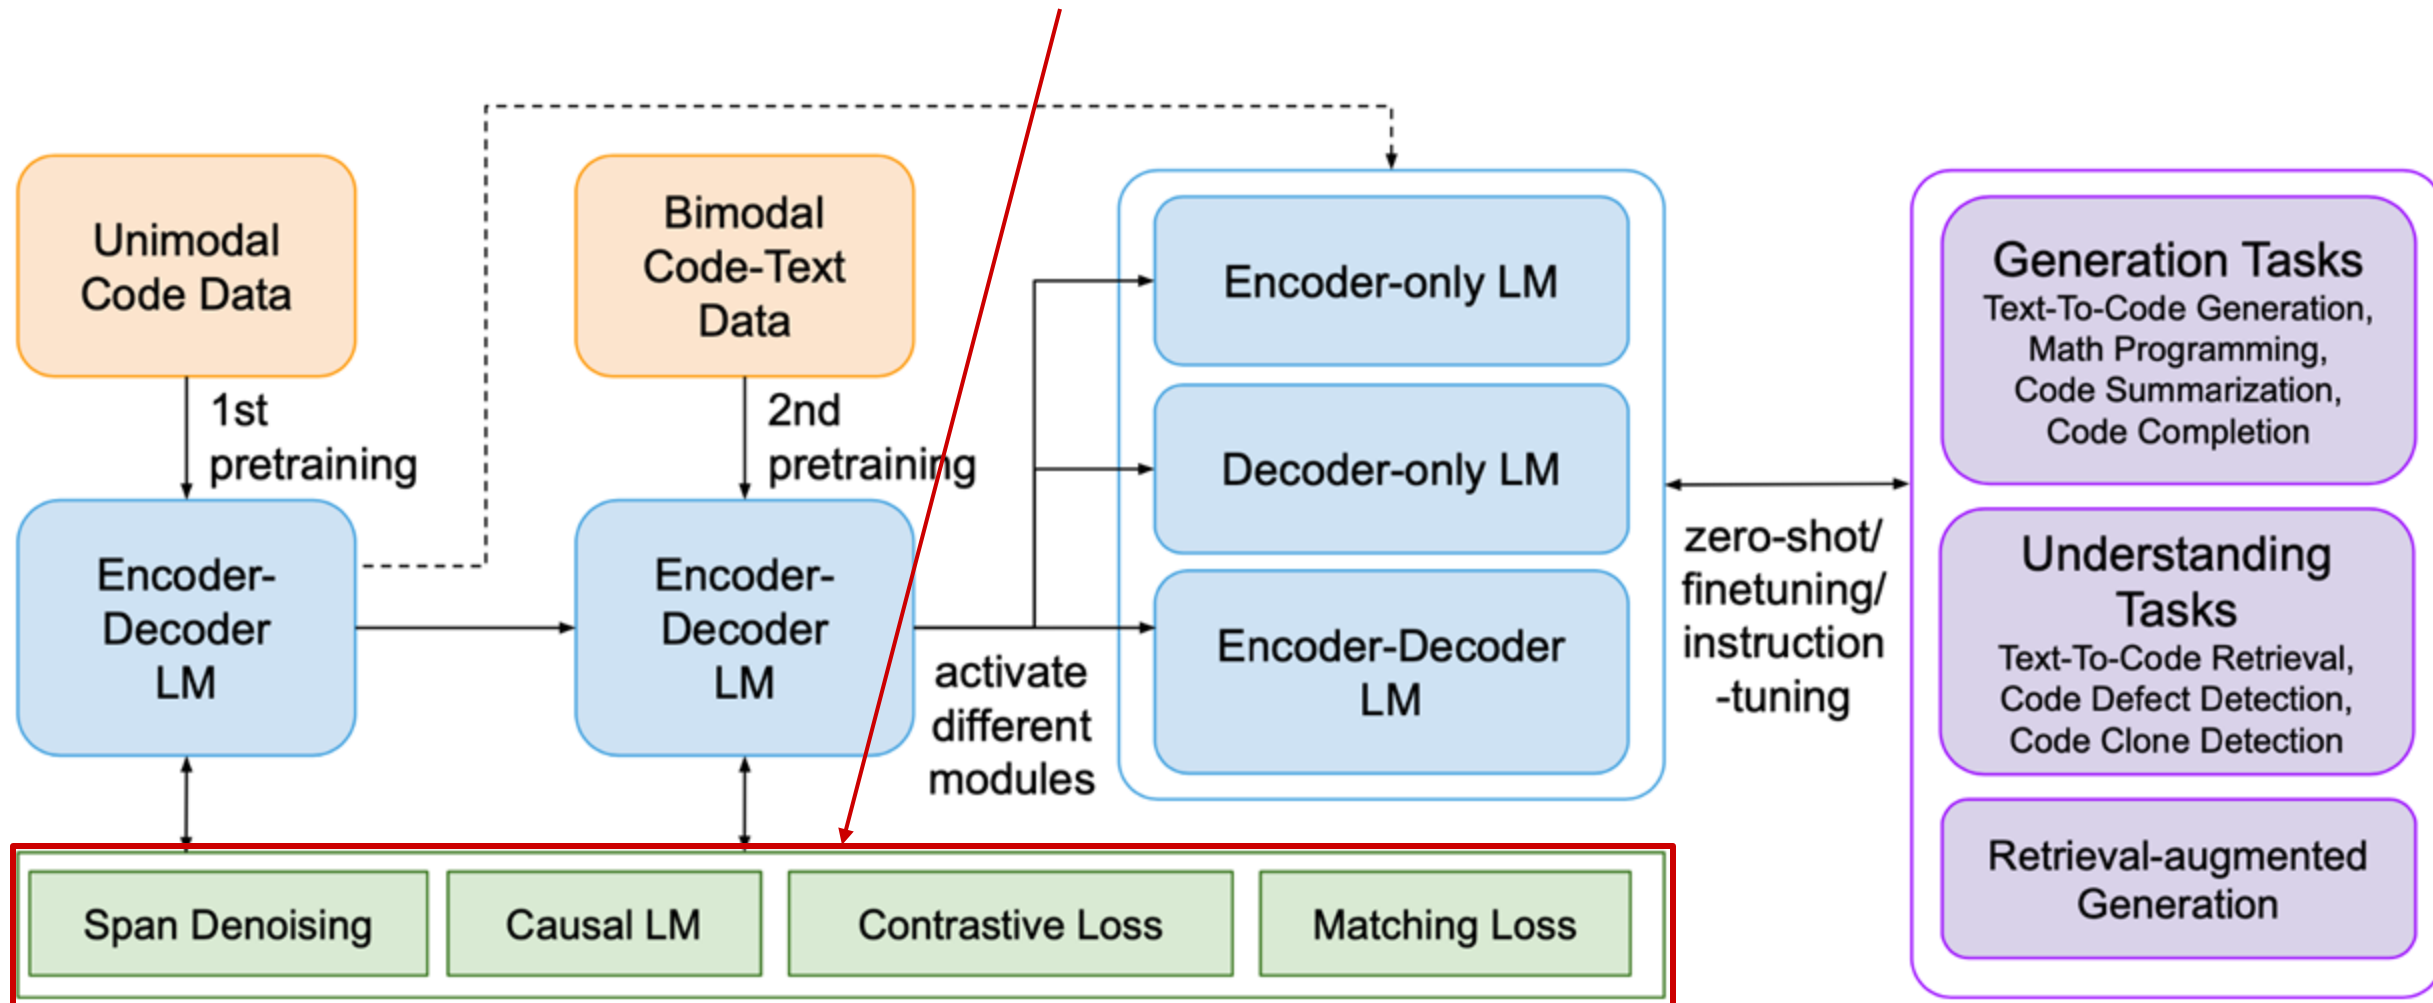 Unimodal
Code Data
1st
pretraining
Encoder-
Decoder
LM
Bimodal
Code-Text
Data
2nd
pretraining
Encoder-
Decoder
LM
activate
different
modules
Encoder-only LM
Decoder-only LM
Encoder-Decoder
LM
zero-shot/
finetuning/
instruction
-tuning
Generation Tasks
Text-To-Code Generation,
Math Programming,
Code Summarization,
Code Completion
Understanding
Tasks
Text-To-Code Retrieval,
Code Defect Detection,
Code Clone Detection
Retrieval-augmented
Generation
Span Denoising
Causal LM
Contrastive Loss
Matching Loss